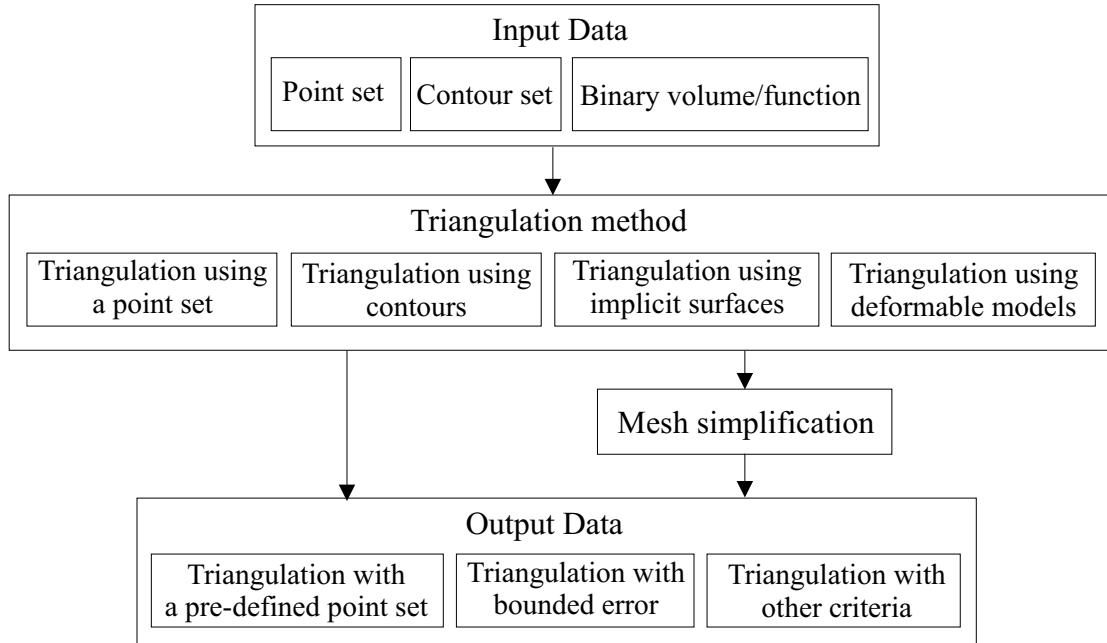 Input Data
Point set
Contour set
Binary volume/function
Triangulation method
Triangulation using
a point set
Triangulation using
contours
Triangulation using
implicit surfaces
Triangulation using
deformable models
Mesh simplification
Output Data
Triangulation with
a pre-defined point set
Triangulation with
bounded error
Triangulation with
other criteria